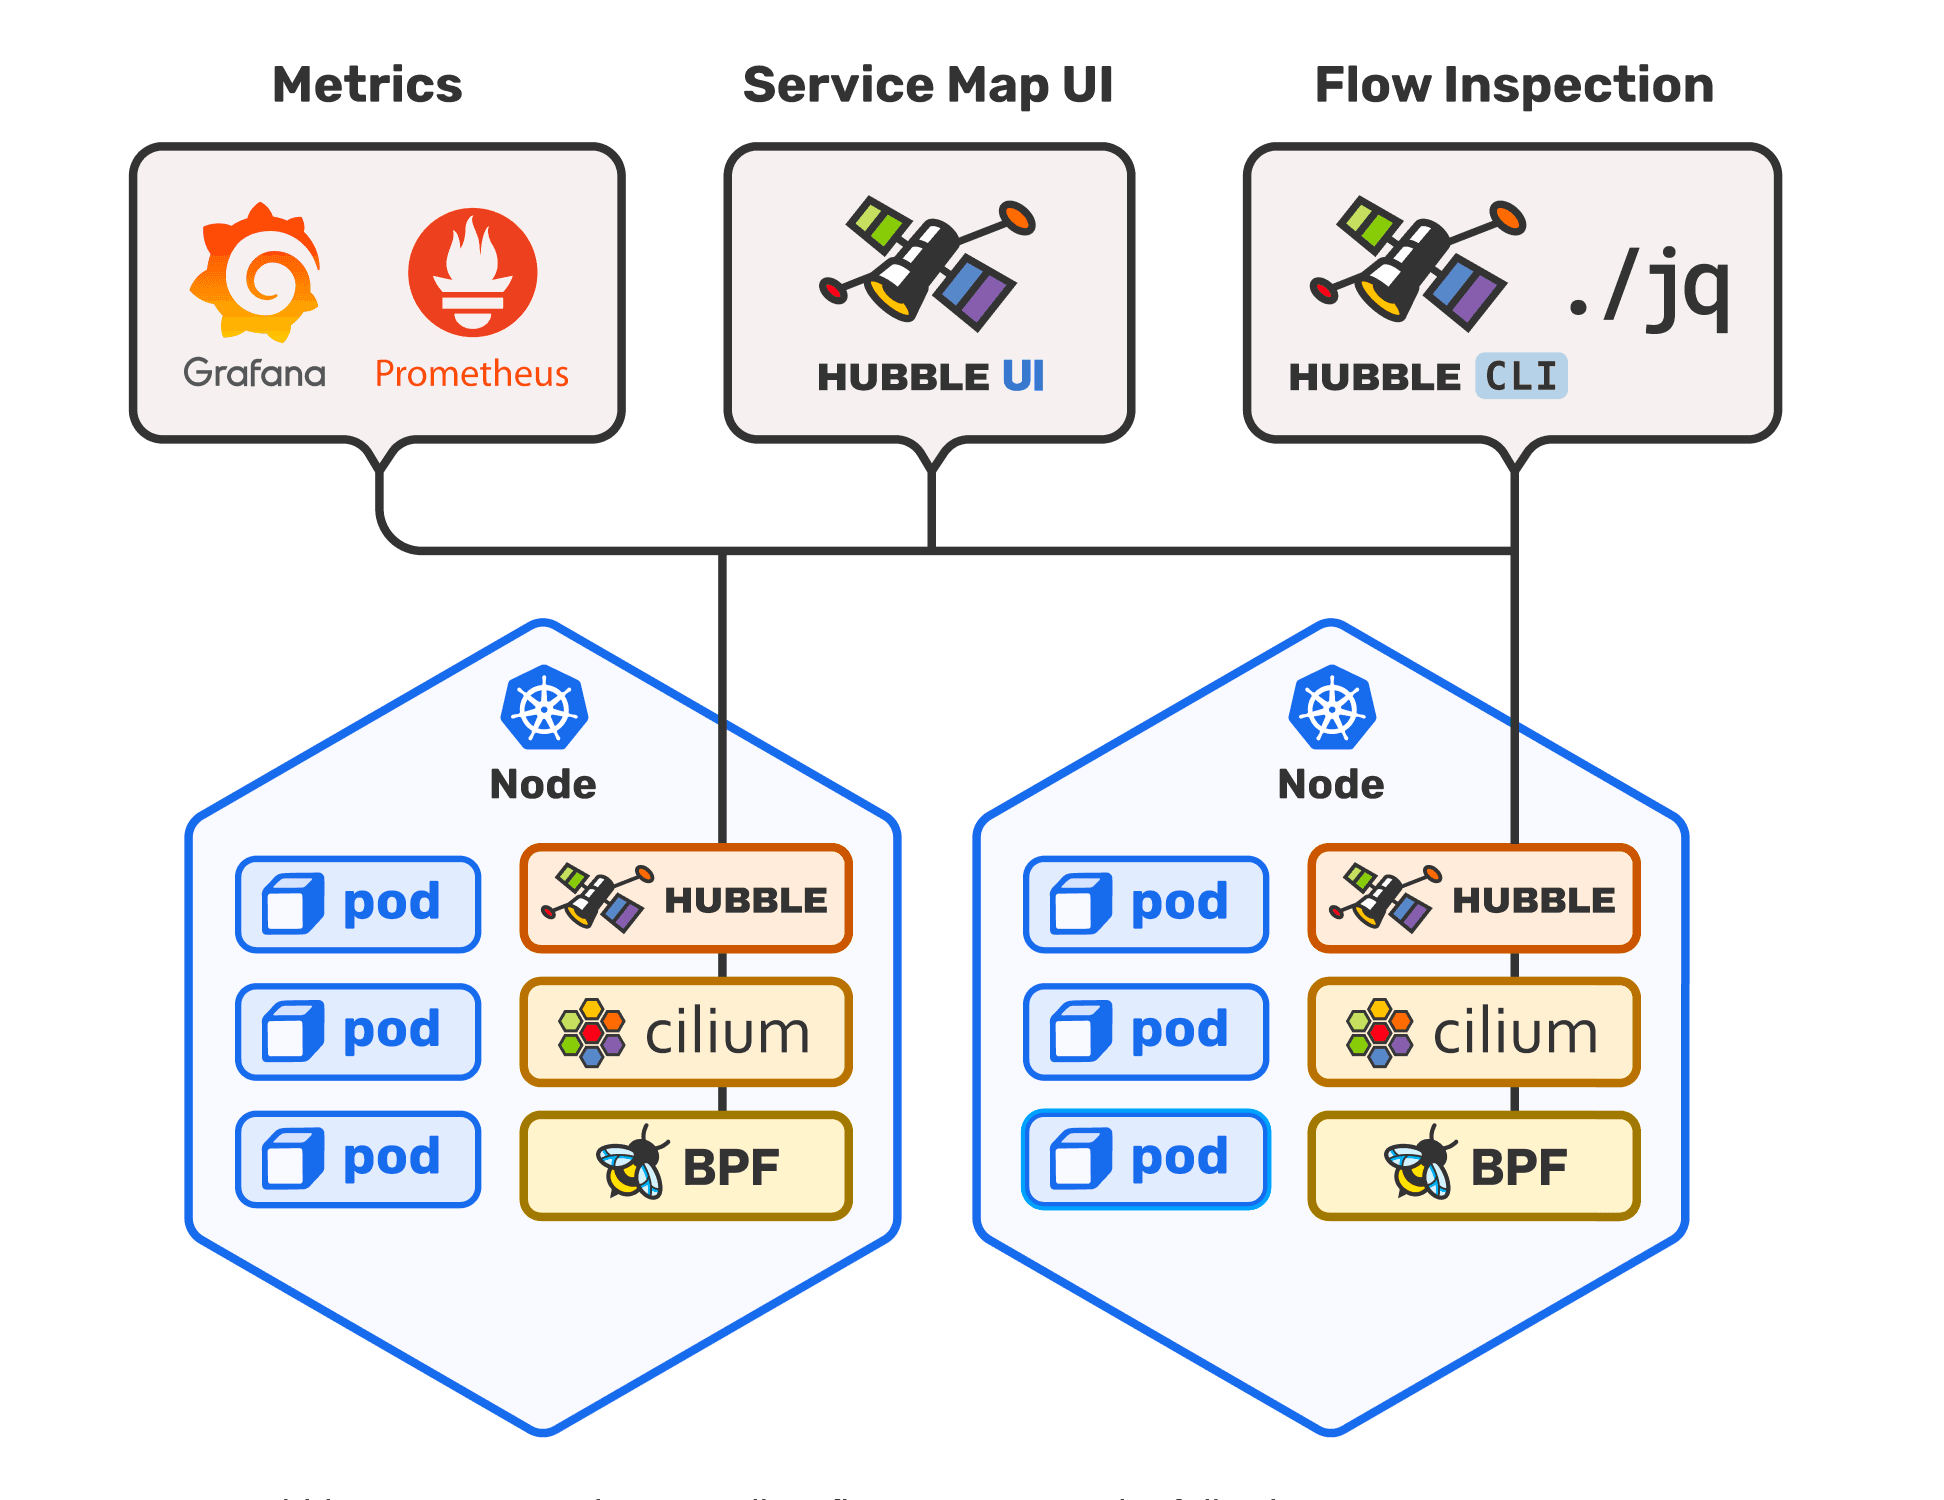 Metrics
Service Map UI
Flow Inspection
Grafana
Prometheus
HUBBLE UI
HUBBLE CLI
./jq
Node
pod
HUBBLE
pod
cilium
pod
BPF
Node
pod
HUBBLE
pod
cilium
pod
BPF